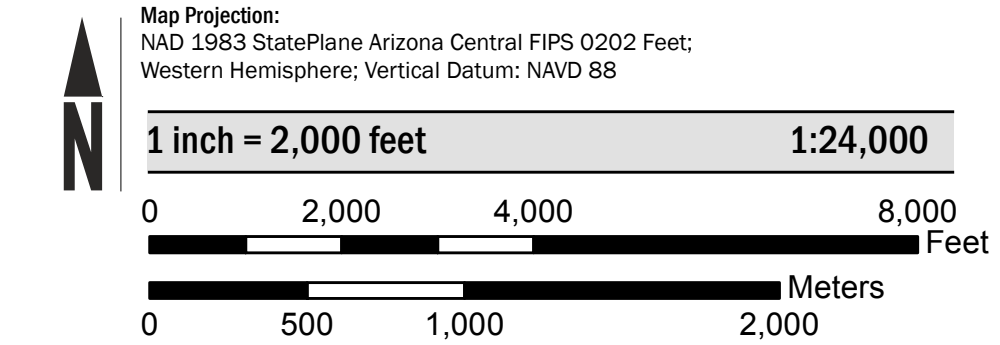 Map Projection:
NAD 1983 StatePlane Arizona Central FIPS 0202 Feet;
Western Hemisphere; Vertical Datum: NAVD 88
N
1 inch = 2,000 feet 1:24,000
0 2,000 4,000 8,000
Feet
Meters
0 500 1,000 2,000